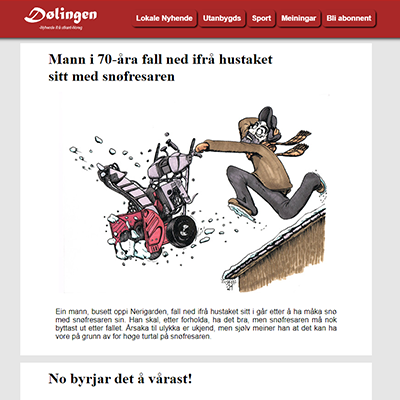 Dølingen
Lokale Nyhende
Utanbygds
Sport
Meiningar
Bli abonnent
Mann i 70-åra fall ned ifrå hustaket
sitt med snøfresaren
Ein mann, busett oppi Nerigarden, fall ned ifrå hustaket sitt i går etter å ha måka snø
med snøfresaren sin. Han skal, etter forholda, ha det bra, men snøfresaren må nok
byttast ut etter fallet. Årsaka til ulykka er ukjend, men sjølv meiner han at det kan ha
vore på grunn av for høge turtal på snøfresaren.
No byrjar det å vårast!